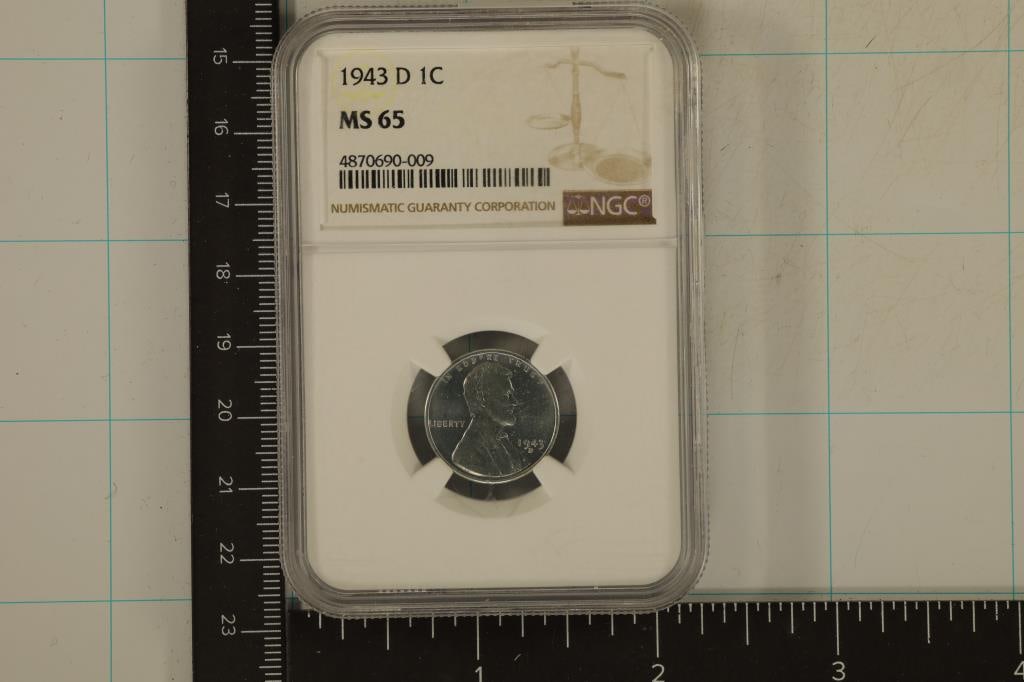 1943 D 1C
MS 65
4870690-009
NUMISMATIC GUARANTY CORPORATION
NGC®
IN GOD WE TRUST
LIBERTY
1943
D
15
16
17
18
19
20
21
22
23
1
2
3
4